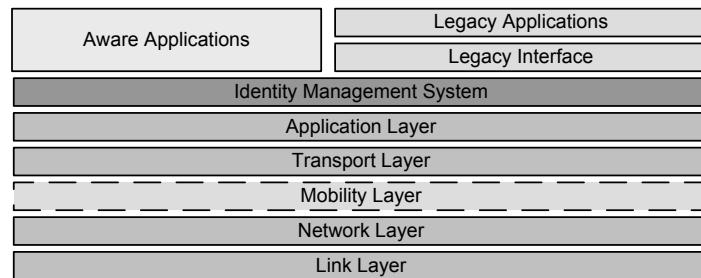 Aware Applications
Legacy Applications
Legacy Interface
Identity Management System
Application Layer
Transport Layer
Mobility Layer
Network Layer
Link Layer